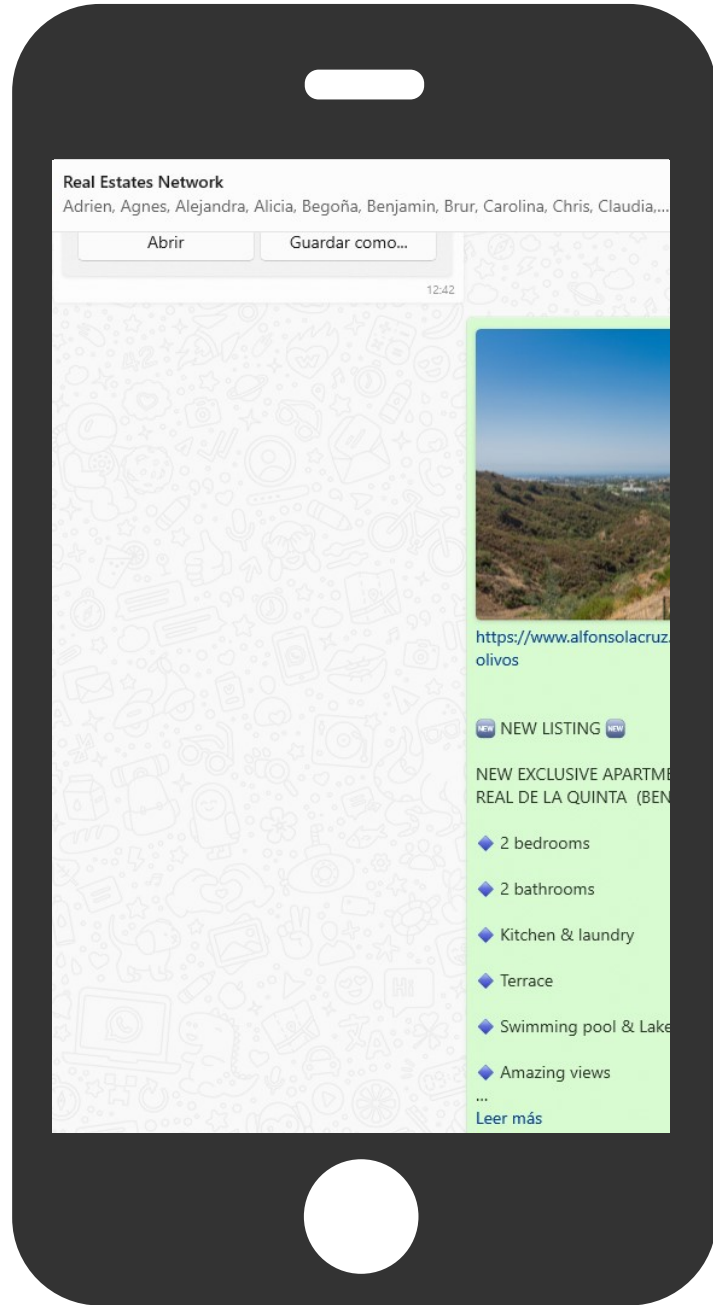 Real Estates Network
Adrien, Agnes, Alejandra, Alicia, Begoña, Benjamin, Brur, Carolina, Chris, Claudia,...
Abrir Guardar como...
12:42
https://www.alfonsolacruz.
olivos
NEW LISTING
NEW EXCLUSIVE APARTME
REAL DE LA QUINTA (BEN
2 bedrooms
2 bathrooms
Kitchen & laundry
Terrace
Swimming pool & Lake
Amazing views
...
Leer más